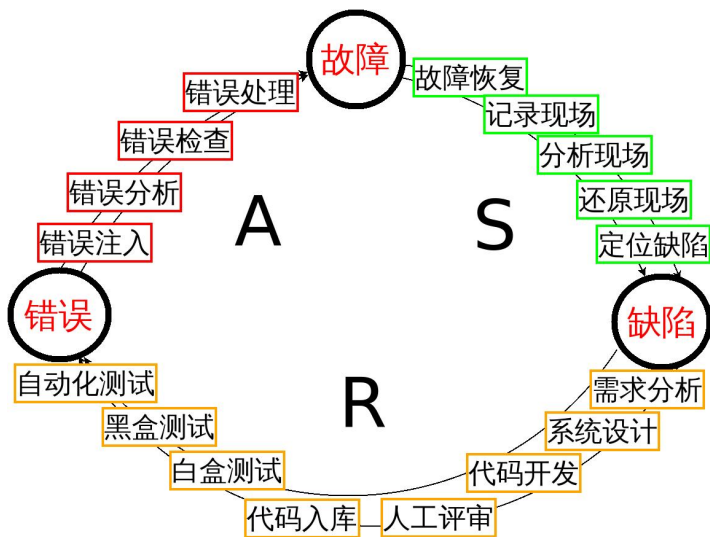 故障
故障恢复
错误处理
记录现场
错误检查
分析现场
错误分析
还原现场
A
S
错误注入
定位缺陷
错误
缺陷
自动化测试
需求分析
R
黑盒测试
系统设计
白盒测试
代码开发
代码入库
人工评审